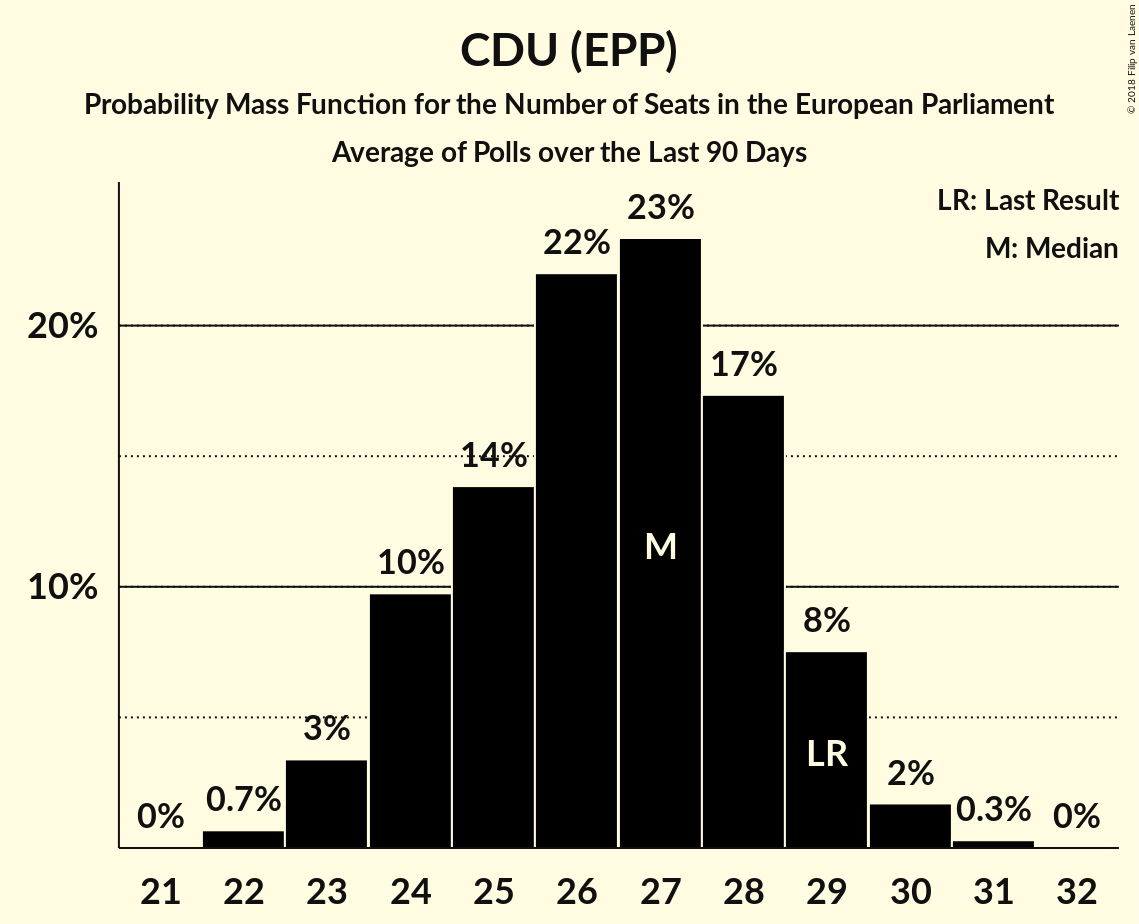 CDU (EPP)
Probability Mass Function for the Number of Seats in the European Parliament
Average of Polls over the Last 90 Days
© 2018 Filip van Laenen
LR: Last Result
M: Median
20%
10%
0%
0.7%
3%
10%
14%
22%
23%
17%
8%
2%
0.3%
0%
M
LR
21 22 23 24 25 26 27 28 29 30 31 32